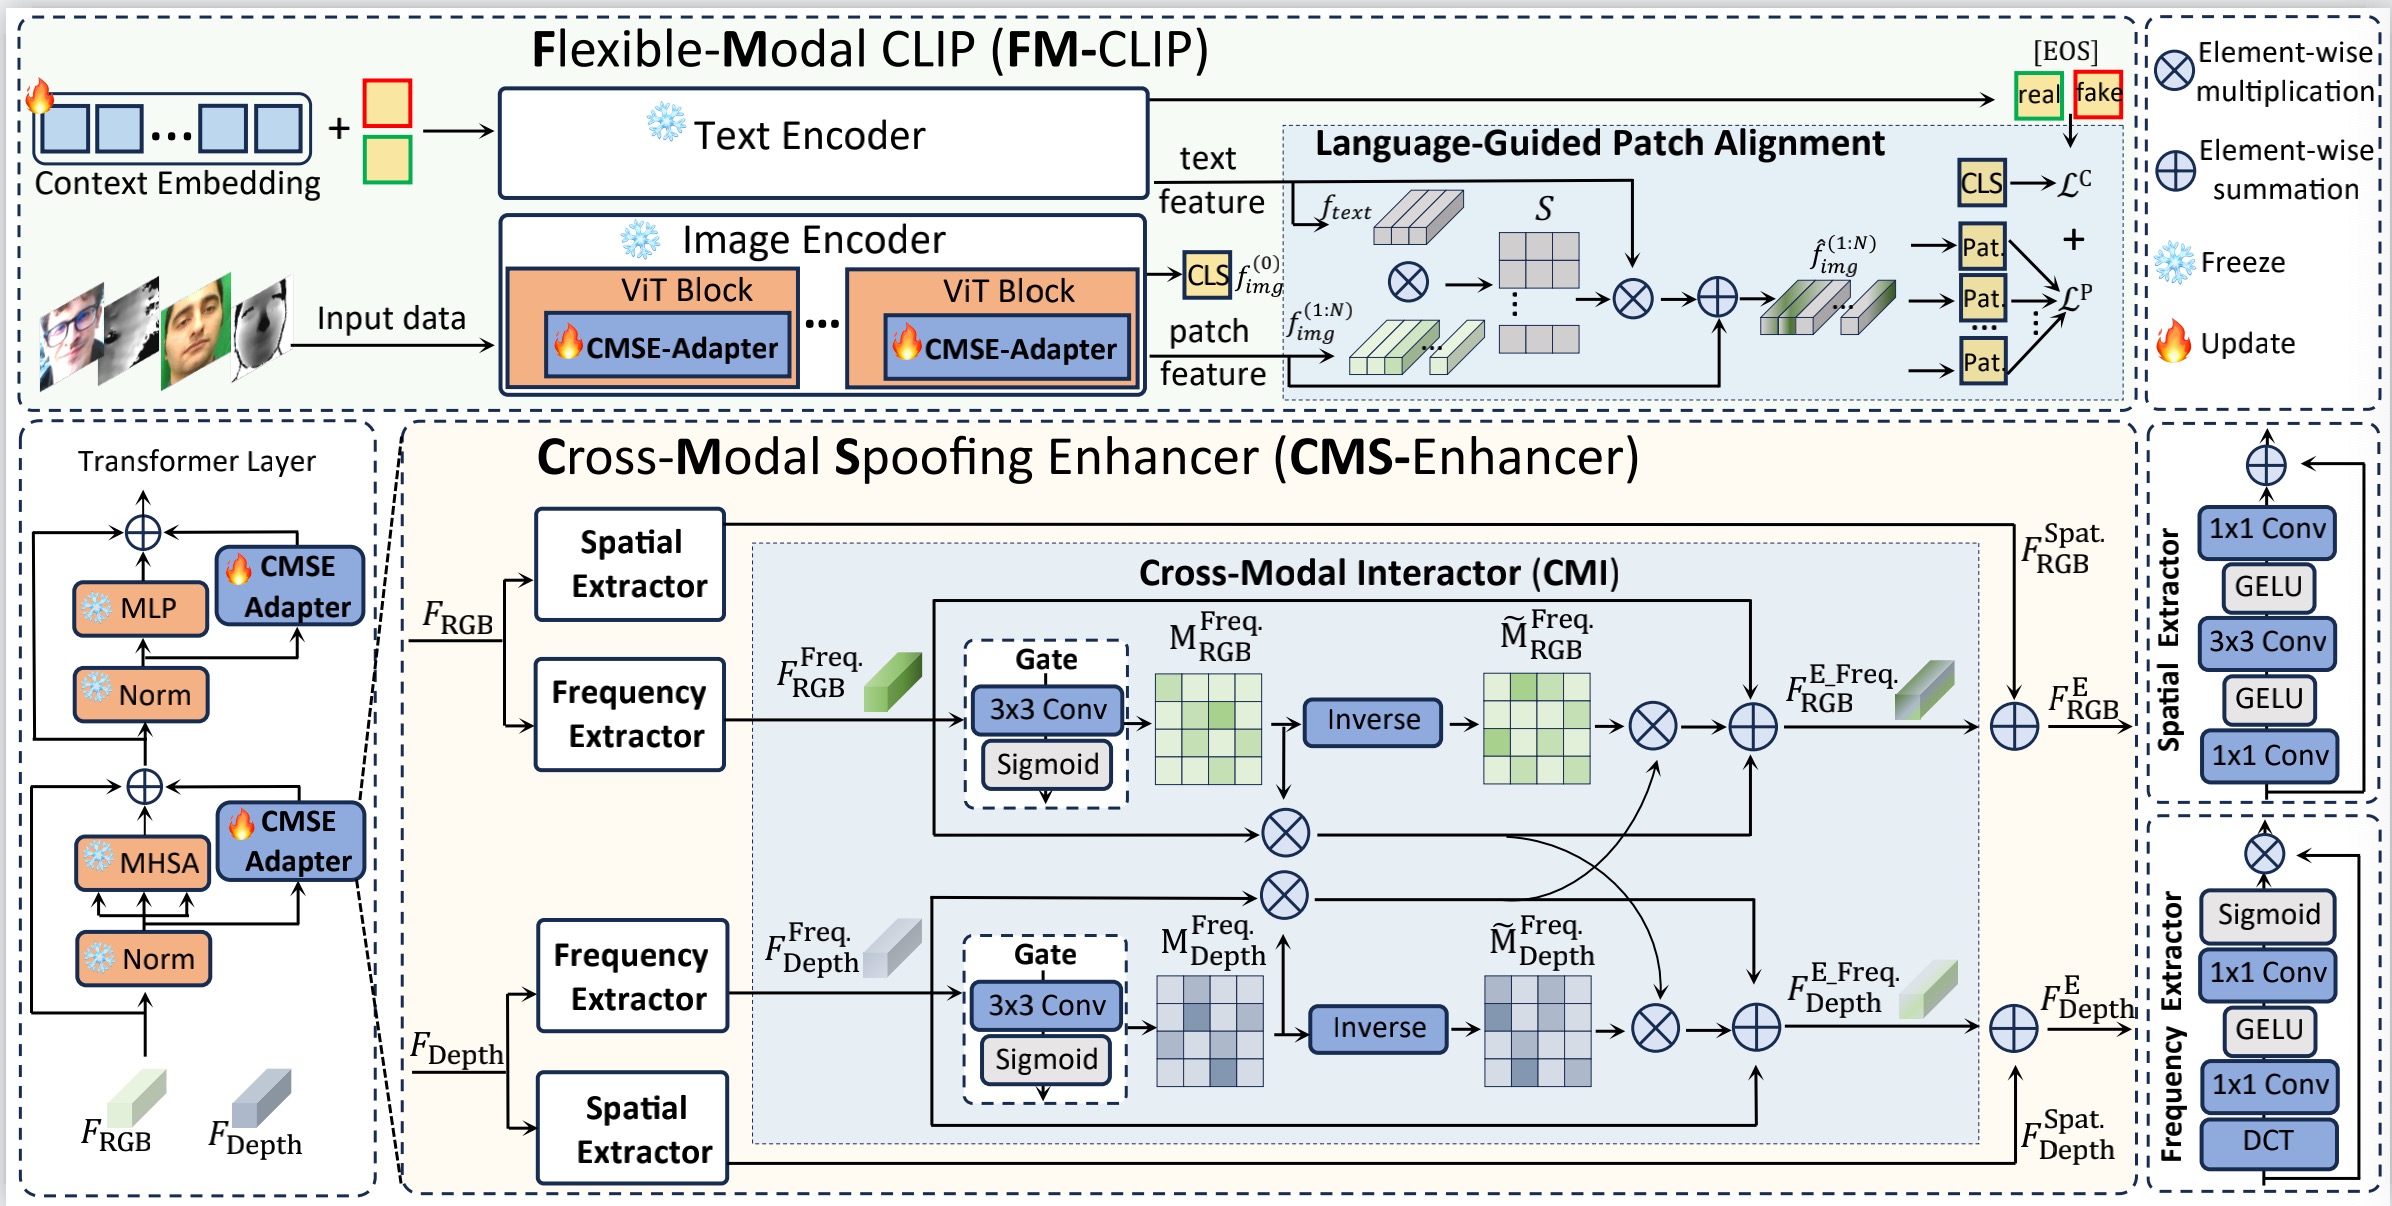 Flexible-Modal CLIP (FM-CLIP)
Context Embedding
+
Text Encoder
Image Encoder
ViT Block
CMSE-Adapter
...
ViT Block
CMSE-Adapter
Input data
text
feature
CLS
f_{img}^{(0)}
patch
feature
[EOS]
real
fake
Language-Guided Patch Alignment
f_{text}
S
f_{img}^{(1:N)}
\hat{f}_{img}^{(1:N)}
CLS
ℒ^C
+
Pat.
Pat.
...
Pat.
ℒ^P
Element-wise
multiplication
Element-wise
summation
Freeze
Update
Transformer Layer
CMSE
Adapter
MLP
Norm
CMSE
Adapter
MHSA
Norm
F_{RGB}
F_{Depth}
Cross-Modal Spoofing Enhancer (CMS-Enhancer)
F_{RGB}
Spatial
Extractor
Frequency
Extractor
F_{Depth}
Frequency
Extractor
Spatial
Extractor
Cross-Modal Interactor (CMI)
F_{RGB}^{Freq.}
Gate
3x3 Conv
Sigmoid
M_{RGB}^{Freq.}
Inverse
\tilde{M}_{RGB}^{Freq.}
F_{RGB}^{E_Freq.}
F_{RGB}^{Spat.}
F_{RGB}^{E}
F_{Depth}^{Freq.}
Gate
3x3 Conv
Sigmoid
M_{Depth}^{Freq.}
Inverse
\tilde{M}_{Depth}^{Freq.}
F_{Depth}^{E_Freq.}
F_{Depth}^{E}
F_{Depth}^{Spat.}
Spatial Extractor
1x1 Conv
GELU
3x3 Conv
GELU
1x1 Conv
Frequency Extractor
Sigmoid
1x1 Conv
GELU
1x1 Conv
DCT